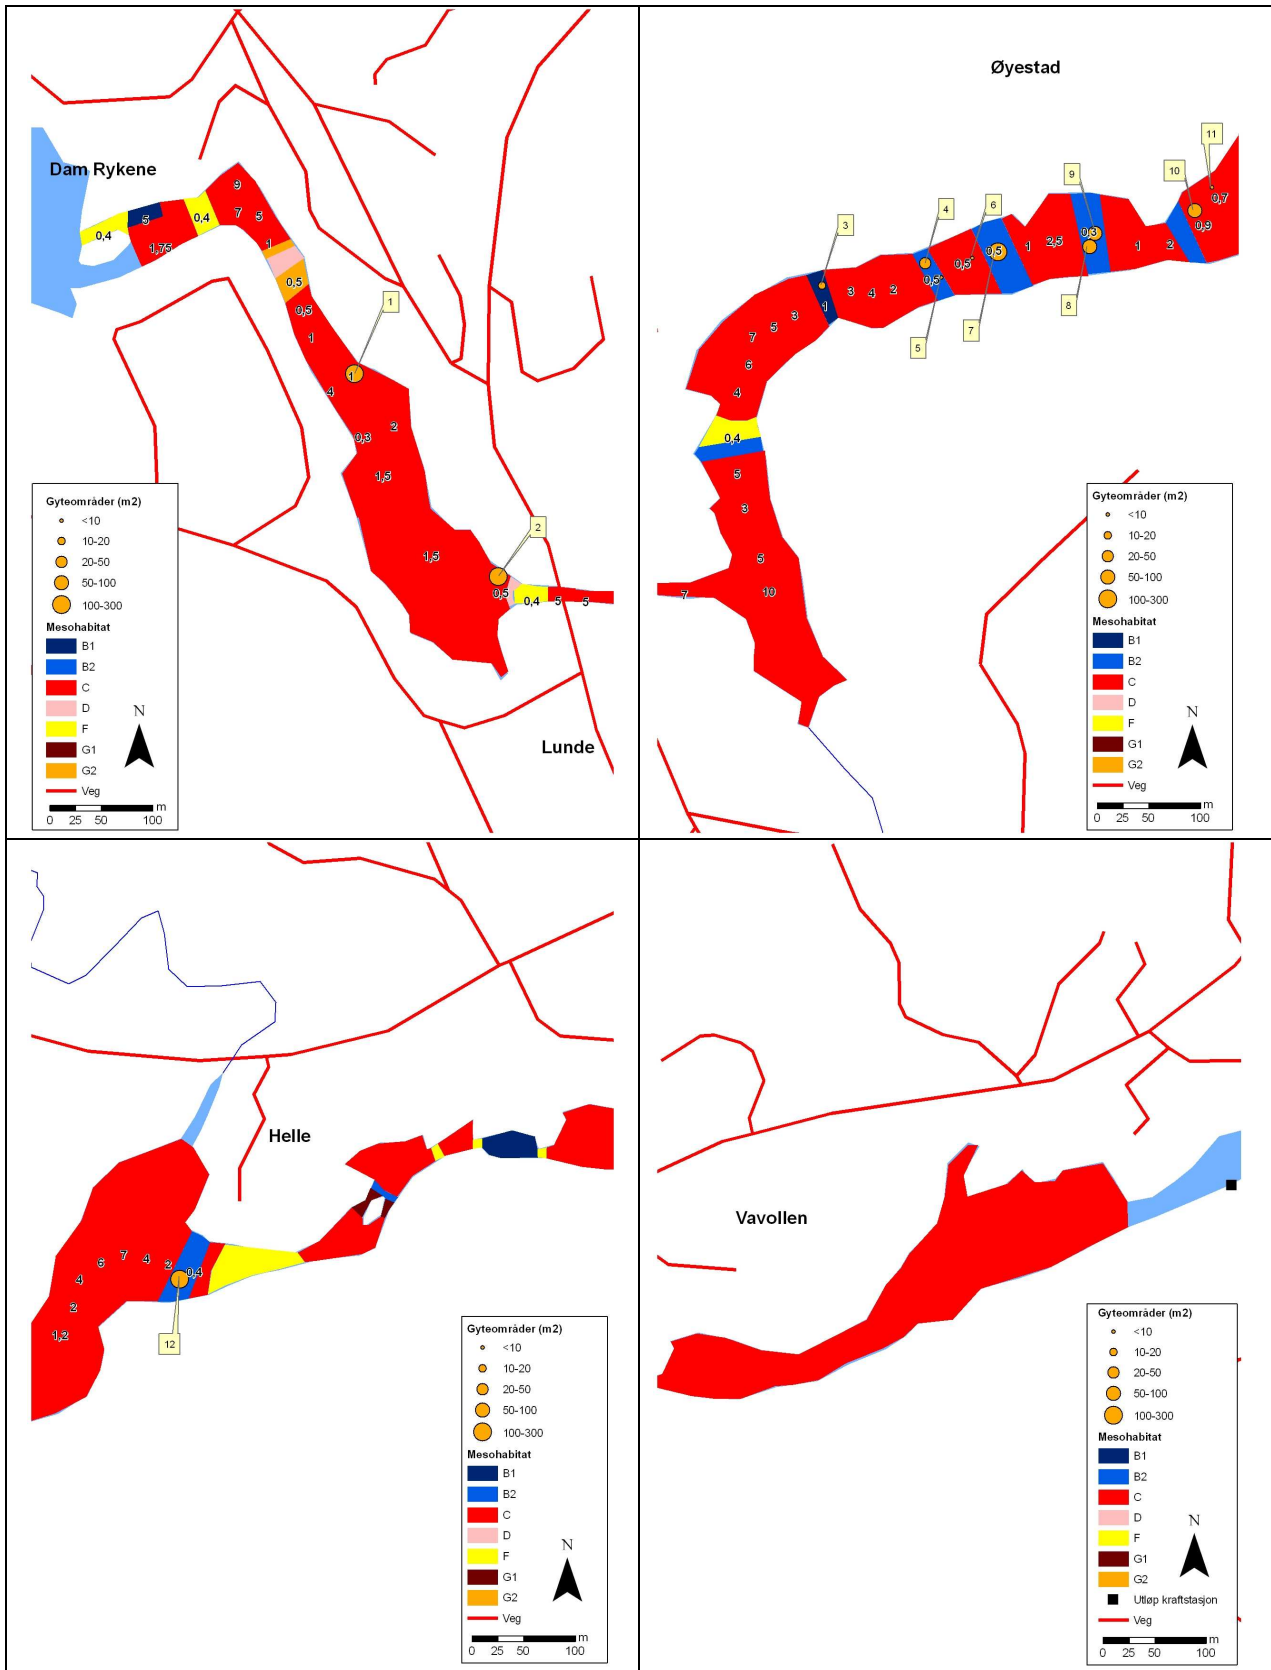 Dam Rykene
9
5
0,4
7
5
0,4
1,75
1
0,5
0,5
1
1
1
4
2
0,3
1,5
2
1,5
0,5
0,4
5
5
Lunde
Gyteområder (m2)
<10
10-20
20-50
50-100
100-300
Mesohabitat
B1
B2
C
D
F
G1
G2
Veg
N
m
0 25 50 100
Øyestad
11
10
9
0,7
6
4
3
0,3
0,9
0,5
2,5
1
1
2
0,5
0,5
3
4
2
1
3
5
7
6
4
8
7
5
0,4
5
3
5
10
7
Gyteområder (m2)
<10
10-20
20-50
50-100
100-300
Mesohabitat
B1
B2
C
D
F
G1
G2
Veg
N
m
0 25 50 100
Helle
7
6
4
2
0,4
4
2
1,2
12
Gyteområder (m2)
<10
10-20
20-50
50-100
100-300
Mesohabitat
B1
B2
C
D
F
G1
G2
Veg
N
m
0 25 50 100
Vavollen
Gyteområder (m2)
<10
10-20
20-50
50-100
100-300
Mesohabitat
B1
B2
C
D
F
G1
G2
Utløp kraftstasjon
Veg
N
m
0 25 50 100